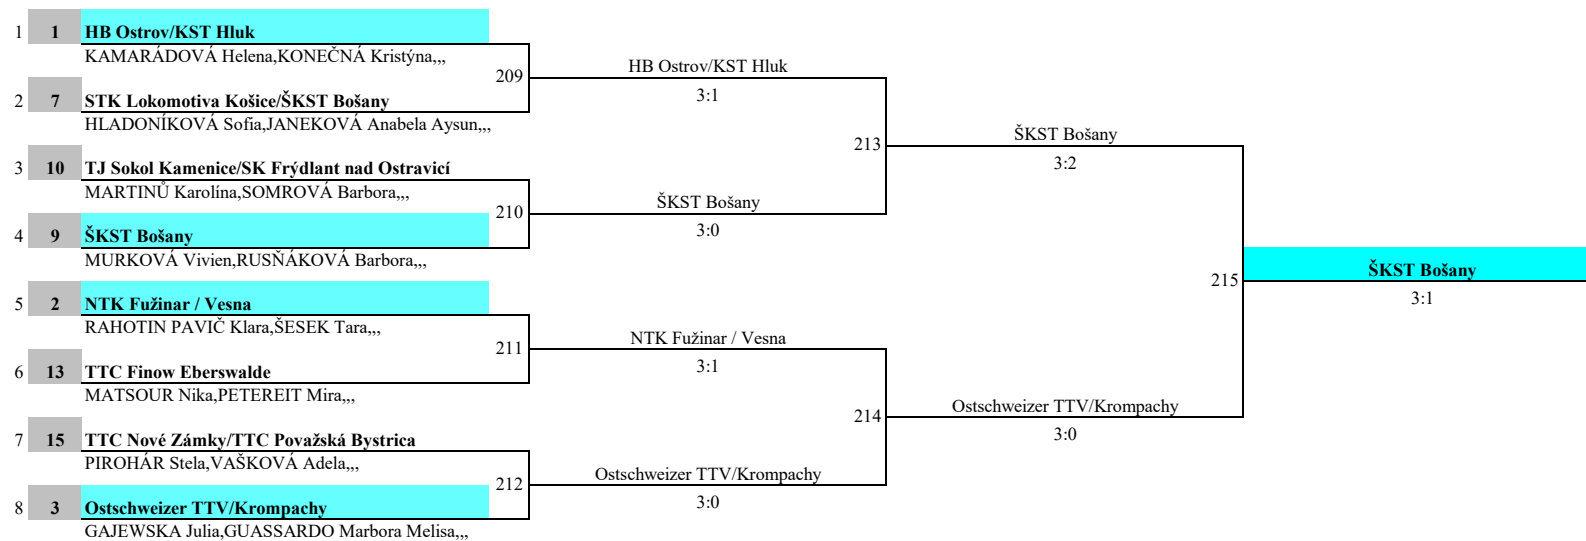 1 1 HB Ostrov/KST Hluk
KAMARÁDOVÁ Helena,KONEČNÁ Kristýna,,,
209
HB Ostrov/KST Hluk
3:1
2 7 STK Lokomotiva Košice/ŠKST Bošany
HLADONÍKOVÁ Sofia,JANEKOVÁ Anabela Aysun,,,
213
ŠKST Bošany
3:2
3 10 TJ Sokol Kamenice/SK Frýdlant nad Ostravicí
MARTINŮ Karolína,SOMROVÁ Barbora,,,
210
ŠKST Bošany
3:0
4 9 ŠKST Bošany
MURKOVÁ Vivien,RUSŇÁKOVÁ Barbora,,,
215
ŠKST Bošany
3:1
5 2 NTK Fužinar / Vesna
RAHOTIN PAVIČ Klara,ŠESEK Tara,,,
211
NTK Fužinar / Vesna
3:1
6 13 TTC Finow Eberswalde
MATSOUR Nika,PETEREIT Mira,,,
214
Ostschweizer TTV/Krompachy
3:0
7 15 TTC Nové Zámky/TTC Považská Bystrica
PIROHÁR Stela,VAŠKOVÁ Adela,,,
212
Ostschweizer TTV/Krompachy
3:0
8 3 Ostschweizer TTV/Krompachy
GAJEWSKA Julia,GUASSARDO Marbora Melisa,,,